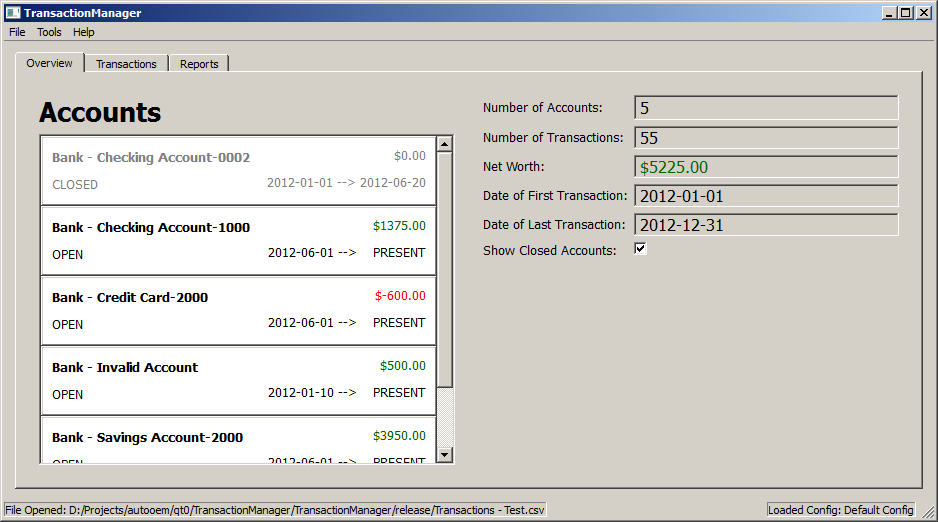 TransactionManager
File Tools Help
Overview Transactions Reports
Accounts
Bank - Checking Account-0002 $0.00
CLOSED 2012-01-01 --> 2012-06-20
Bank - Checking Account-1000 $1375.00
OPEN 2012-06-01 --> PRESENT
Bank - Credit Card-2000 $-600.00
OPEN 2012-06-01 --> PRESENT
Bank - Invalid Account $500.00
OPEN 2012-01-10 --> PRESENT
Bank - Savings Account-2000 $3950.00
OPEN 2012-06-01 --> PRESENT
Number of Accounts: 5
Number of Transactions: 55
Net Worth: $5225.00
Date of First Transaction: 2012-01-01
Date of Last Transaction: 2012-12-31
Show Closed Accounts:
File Opened: D:/Projects/autooem/qt0/TransactionManager/TransactionManager/release/Transactions - Test.csv
Loaded Config: Default Config